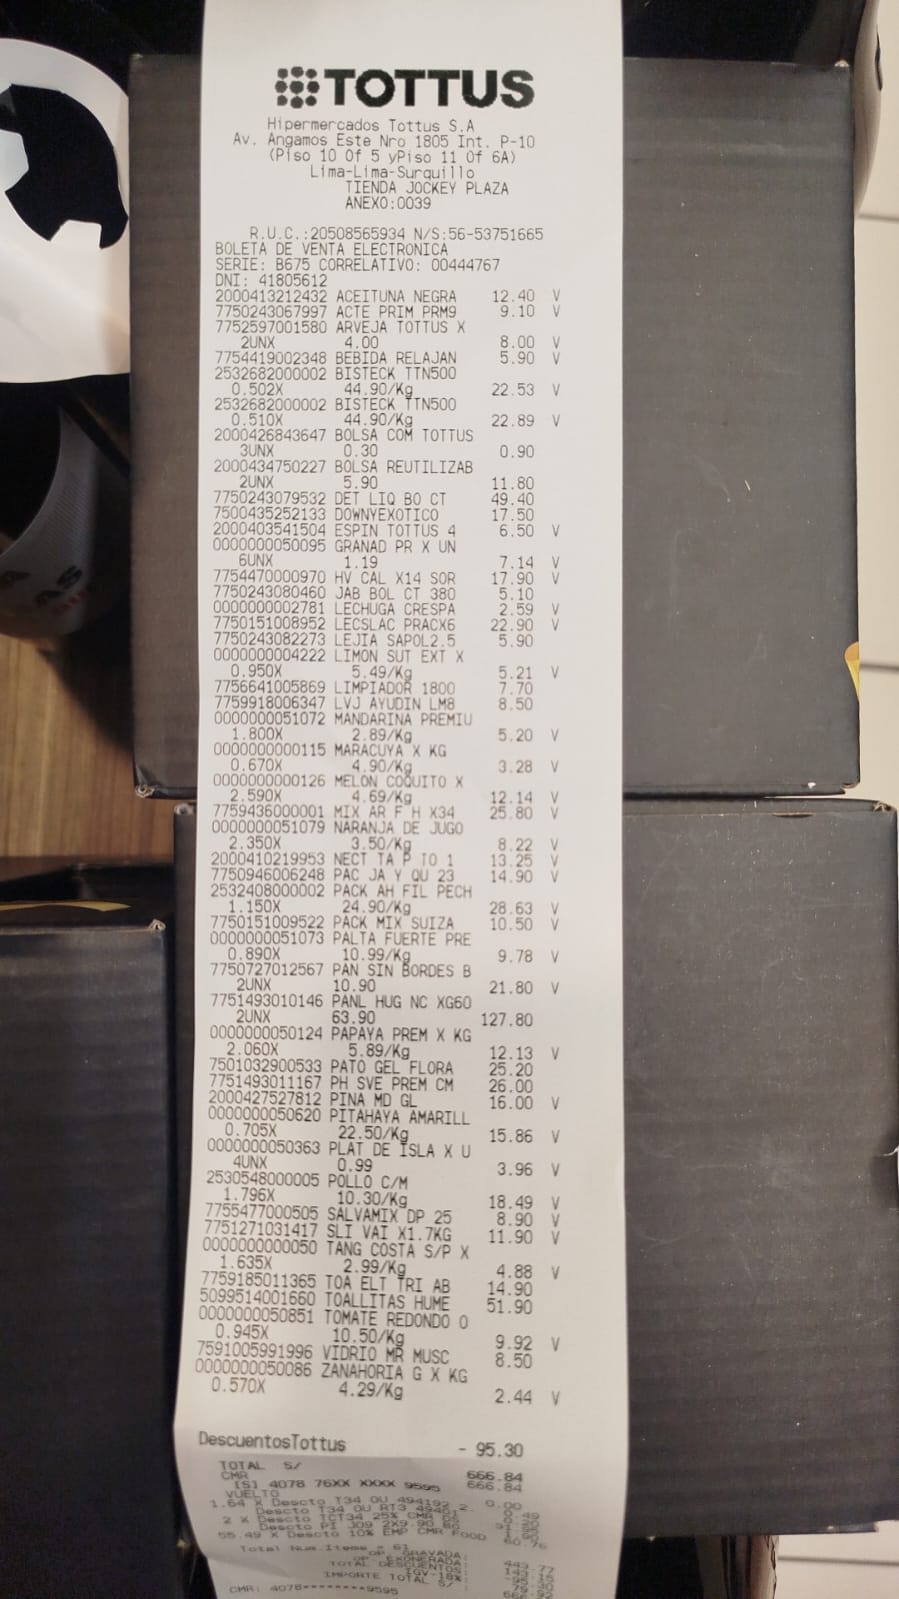 TOTTUS
Hipermercados Tottus S.A
Av. Angamos Este Nro 1805 Int. P-10
(Piso 10 Of 5 yPiso 11 Of 6A)
Lima-Lima-Surquillo
TIENDA JOCKEY PLAZA
ANEXO:0039
R.U.C.:20508565934 N/S:56-53751665
BOLETA DE VENTA ELECTRONICA
SERIE: B675 CORRELATIVO: 00444767
DNI: 41805612
2000413212432 ACEITUNA NEGRA 12.40 V
7750243067997 ACTE PRIM PRM9 9.10 V
7752597001580 ARVEJA TOTTUS X
2UNX 4.00 8.00 V
7754419002348 BEBIDA RELAJAN 5.90 V
2532682000002 BISTECK TTN500
0.502X 44.90/Kg 22.53 V
2532682000002 BISTECK TTN500
0.510X 44.90/Kg 22.89 V
2000426843647 BOLSA COM TOTTUS
3UNX 0.30 0.90
2000434750227 BOLSA REUTILIZAB
2UNX 5.90 11.80
7750243079532 DET LIQ BO CT 49.40
7500435252133 DOWNYEXOTICO 17.50
2000403541504 ESPIN TOTTUS 4 6.50 V
0000000050095 GRANAD PR X UN
6UNX 1.19 7.14 V
7754470000970 HV CAL X14 SOR 17.90 V
7750243080460 JAB BOL CT 380 5.10
0000000002781 LECHUGA CRESPA 2.59 V
7750151008952 LECSLAC PRACX6 22.90 V
7750243082273 LEJIA SAPOL2.5 5.90
0000000004222 LIMON SUT EXT X
0.950X 5.49/Kg 5.21 V
7756641005869 LIMPIADOR 1800 7.70
7759918006347 LVJ AYUDIN LM8 8.50
0000000051072 MANDARINA PREMIU
1.800X 2.89/Kg 5.20 V
0000000000115 MARACUYA X KG
0.670X 4.90/Kg 3.28 V
0000000000126 MELON COQUITO X
2.590X 4.69/Kg 12.14 V
7759436000001 MIX AR F H X34 25.80 V
0000000051079 NARANJA DE JUGO
2.350X 3.50/Kg 8.22 V
2000410219953 NECT TA P TO 1 13.25 V
7750946006248 PAC JA Y QU 23 14.90 V
2532408000002 PACK AH FIL PECH
1.150X 24.90/Kg 28.63 V
7750151009522 PACK MIX SUIZA 10.50 V
0000000051073 PALTA FUERTE PRE
0.890X 10.99/Kg 9.78 V
7750727012567 PAN SIN BORDES B
2UNX 10.90 21.80 V
7751493010146 PANL HUG NC XG60
2UNX 63.90 127.80
0000000050124 PAPAYA PREM X KG
2.060X 5.89/Kg 12.13 V
7501032900533 PATO GEL FLORA 25.20
7751493011167 PH SVE PREM CM 26.00
2000427527812 PINA MD GL 16.00 V
0000000050620 PITAHAYA AMARILL
0.705X 22.50/Kg 15.86 V
0000000050363 PLAT DE ISLA X U
4UNX 0.99 3.96 V
2530548000005 POLLO C/M
1.796X 10.30/Kg 18.49 V
7755477000505 SALVAMIX DP 25 8.90 V
7751271031417 SLI VAI X1.7KG 11.90 V
0000000000050 TANG COSTA S/P X
1.635X 2.99/Kg 4.88 V
7759185011365 TOA ELT TRI AB 14.90
5099514001660 TOALLITAS HUME 51.90
0000000050851 TOMATE REDONDO O
0.945X 10.50/Kg 9.92 V
7591005991996 VIDRIO MR MUSC 8.50
0000000050086 ZANAHORIA G X KG
0.570X 4.29/Kg 2.44 V
DescuentosTottus - 95.30
TOTAL S/ 666.84
CMR 666.84
[S] 4078 76XX XXXX 9595
VUELTO 0.00
1.64 X Descto T34 OU 494192
Descto T34 OU RT3
2 X Descto TCT34 25% CMR
Descto PI J09 2X9.90
55.49 X Descto 10% EMP CMR FOOD
Total Num.Items = 61
OP. GRAVADA:
OP. EXONERADA:
TOTAL DESCUENTOS:
IGV-18%
IMPORTE TOTAL S/
CMR: 4078********9595